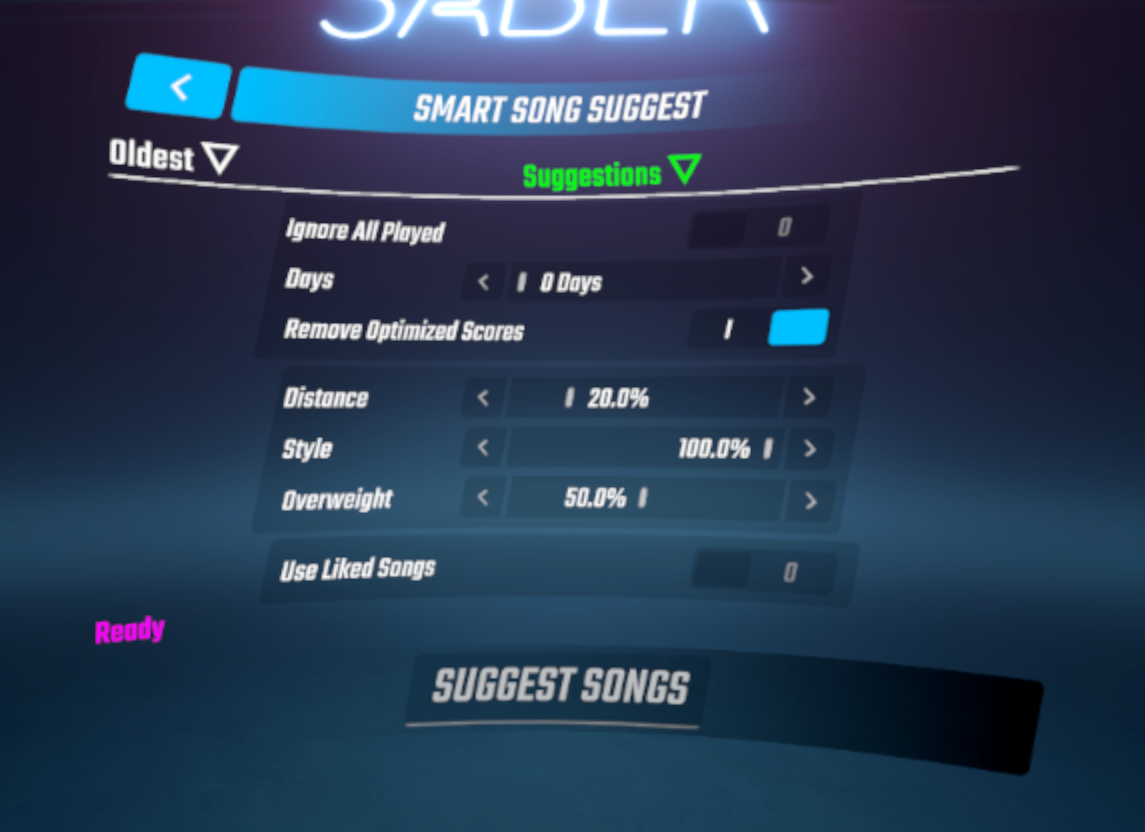 SABER
<
SMART SONG SUGGEST
Oldest
Suggestions
Ignore All Played 0
Days < 0 Days >
Remove Optimized Scores I
Distance < 20.0% >
Style < 100.0% >
Overweight < 50.0% >
Use Liked Songs 0
Ready
SUGGEST SONGS